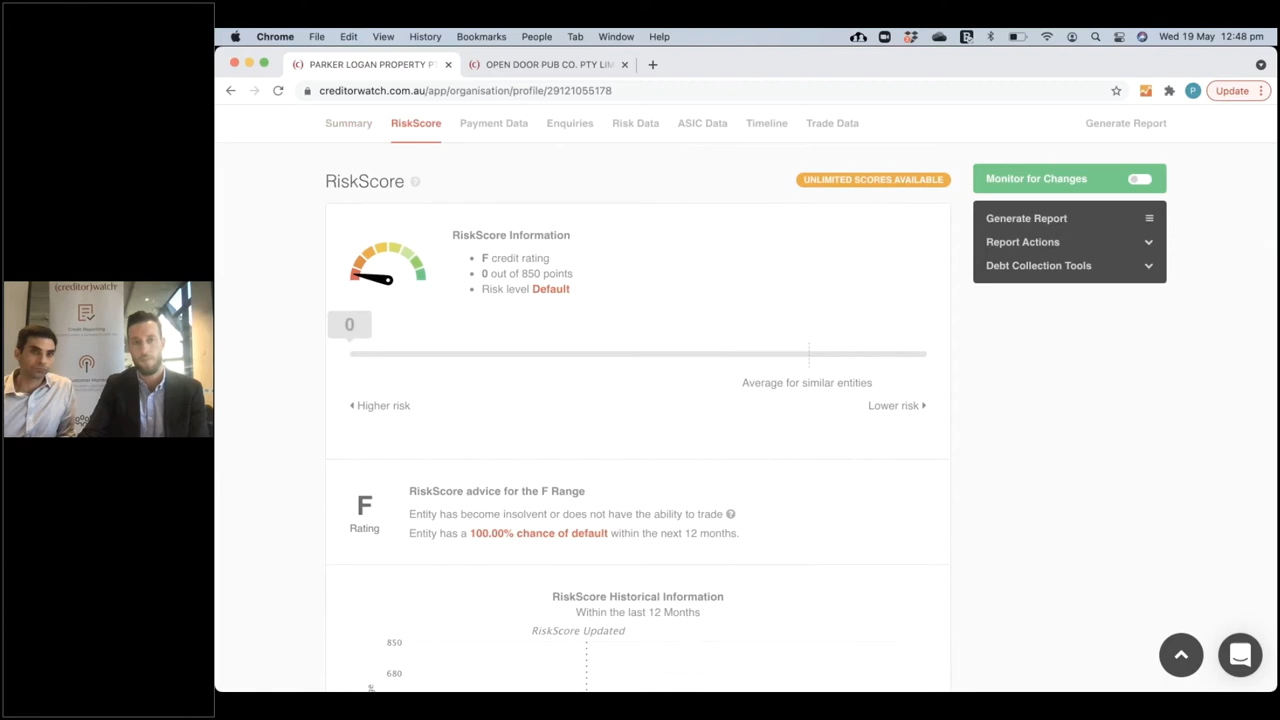 Chrome File Edit View History Bookmarks People Tab Window Help Wed 19 May 12:48 pm
PARKER LOGAN PROPERTY PT OPEN DOOR PUB CO. PTY LIM
creditorwatch.com.au/app/organisation/profile/29121055178 Update
Summary RiskScore Payment Data Enquiries Risk Data ASIC Data Timeline Trade Data Generate Report
RiskScore
UNLIMITED SCORES AVAILABLE
Monitor for Changes
Generate Report
Report Actions
Debt Collection Tools
RiskScore Information
F credit rating
0 out of 850 points
Risk level Default
0
Average for similar entities
Higher risk
Lower risk
F
Rating
RiskScore advice for the F Range
Entity has become insolvent or does not have the ability to trade
Entity has a 100.00% chance of default within the next 12 months.
RiskScore Historical Information
Within the last 12 Months
RiskScore Updated
850
680
(creditor)watch
Credit Reporting